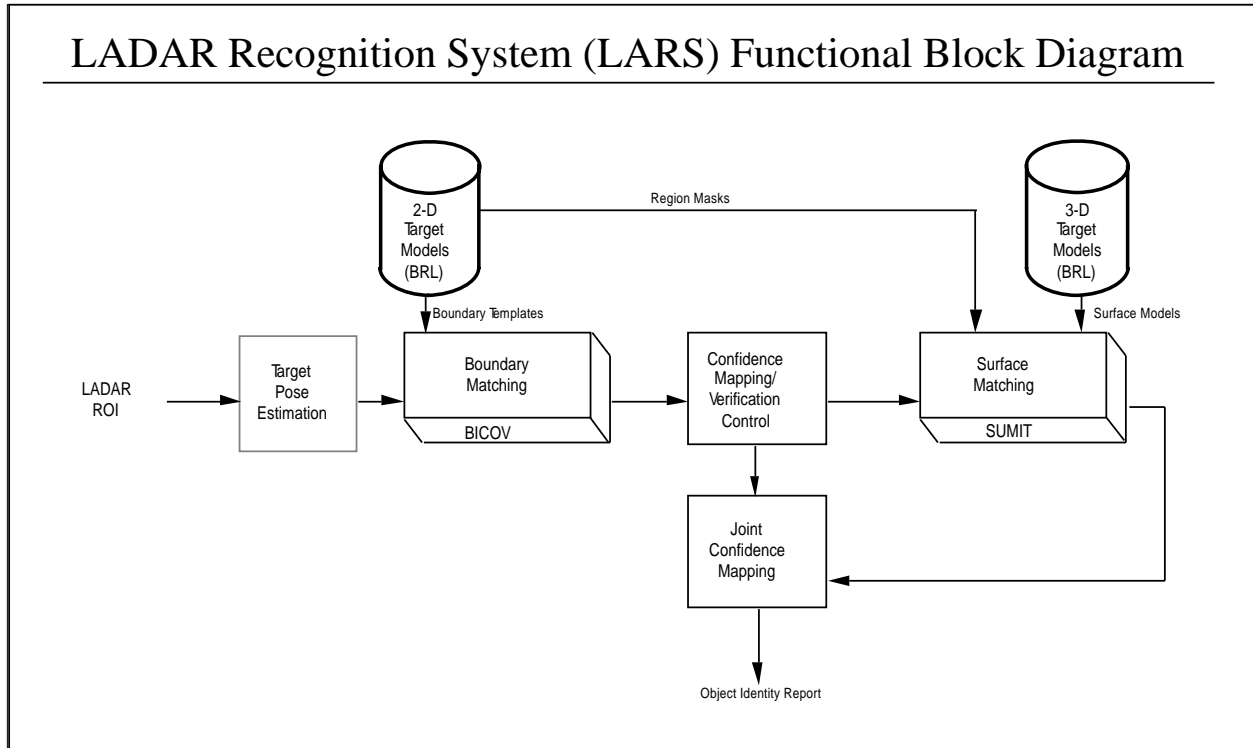 LADAR Recognition System (LARS) Functional Block Diagram
2-D
Target
Models
(BRL)
Region Masks
3-D
Target
Models
(BRL)
Boundary Templates
Surface Models
LADAR
ROI
Target
Pose
Estimation
Boundary
Matching
BICOV
Confidence
Mapping/
Verification
Control
Surface
Matching
SUMIT
Joint
Confidence
Mapping
Object Identity Report